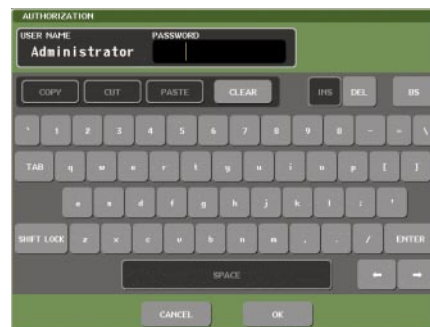 AUTHORIZATION
USER NAME PASSWORD
Administrator
COPY CUT PASTE CLEAR INS DEL BS
` 1 2 3 4 5 6 7 8 9 0 - = \
TAB q w e r t y u i o p [ ]
a s d f g h j k l ; '
SHIFT LOCK z x c v b n m , . / ENTER
SPACE ← →
CANCEL OK